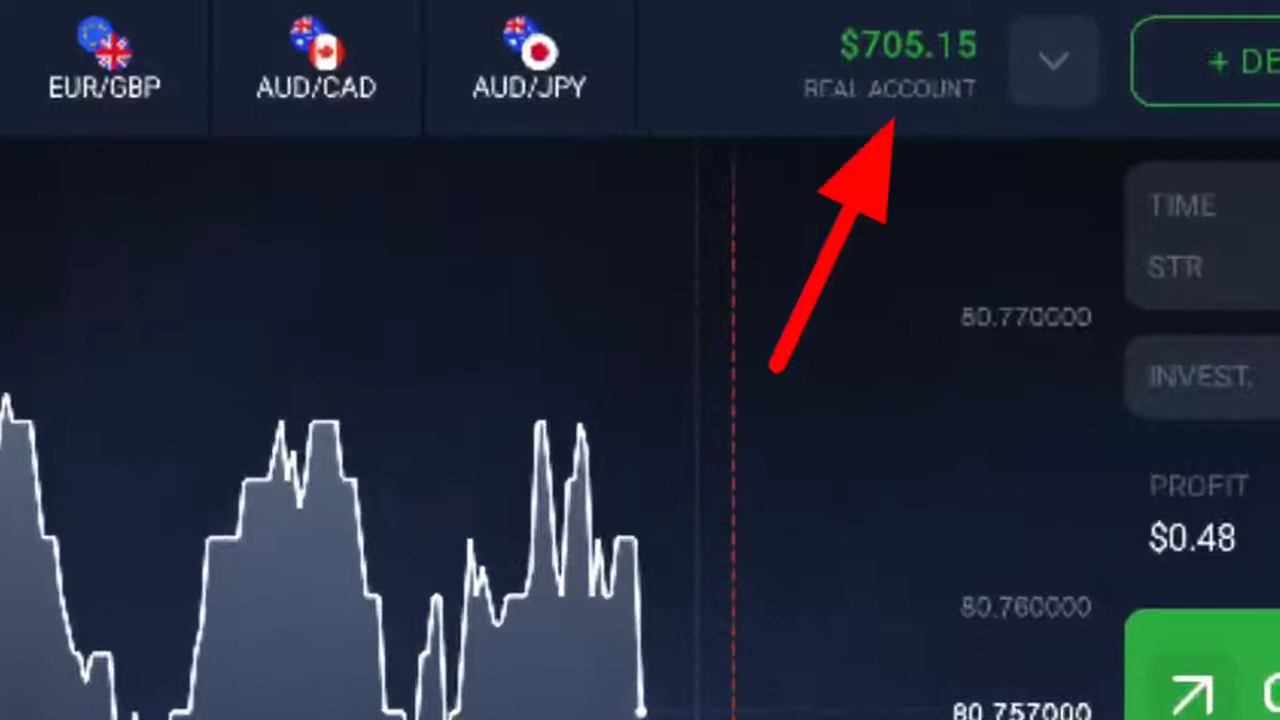 EUR/GBP
AUD/CAD
AUD/JPY
$705.15
REAL ACCOUNT
+ DE
TIME
STR
80.770000
INVEST.
PROFIT
$0.48
80.760000
80.757000